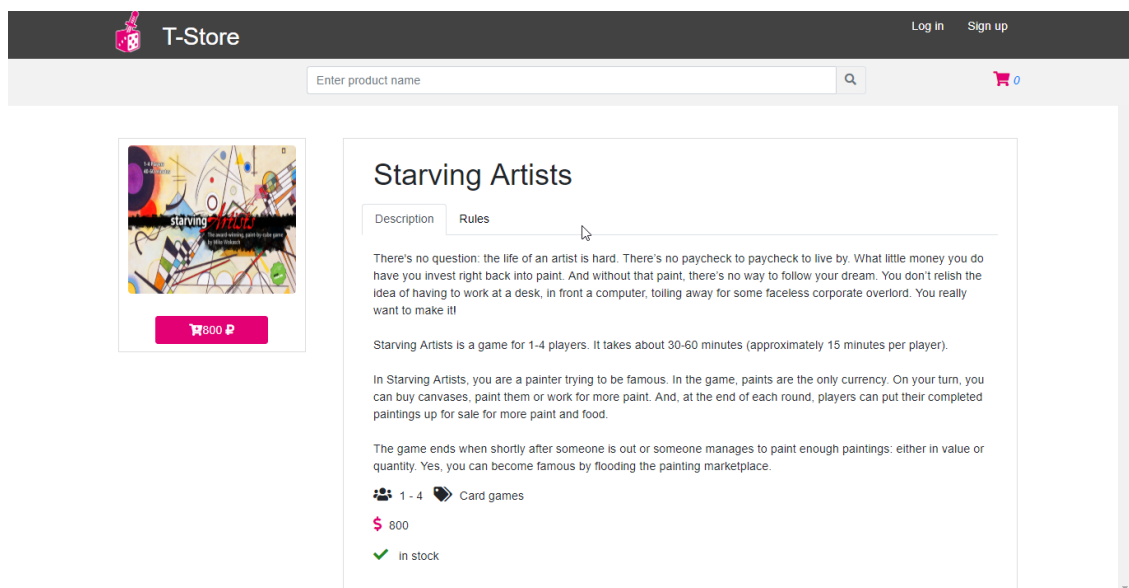 T-Store
Log in
Sign up
Enter product name
0
starving Artists
The award-winning, paint-by-cube game
by Mike Wokasch
800 ₽
Starving Artists
Description
Rules
There's no question: the life of an artist is hard. There's no paycheck to paycheck to live by. What little money you do
have you invest right back into paint. And without that paint, there's no way to follow your dream. You don't relish the
idea of having to work at a desk, in front a computer, toiling away for some faceless corporate overlord. You really
want to make it!
Starving Artists is a game for 1-4 players. It takes about 30-60 minutes (approximately 15 minutes per player).
In Starving Artists, you are a painter trying to be famous. In the game, paints are the only currency. On your turn, you
can buy canvases, paint them or work for more paint. And, at the end of each round, players can put their completed
paintings up for sale for more paint and food.
The game ends when shortly after someone is out or someone manages to paint enough paintings: either in value or
quantity. Yes, you can become famous by flooding the painting marketplace.
1 - 4
Card games
$ 800
in stock